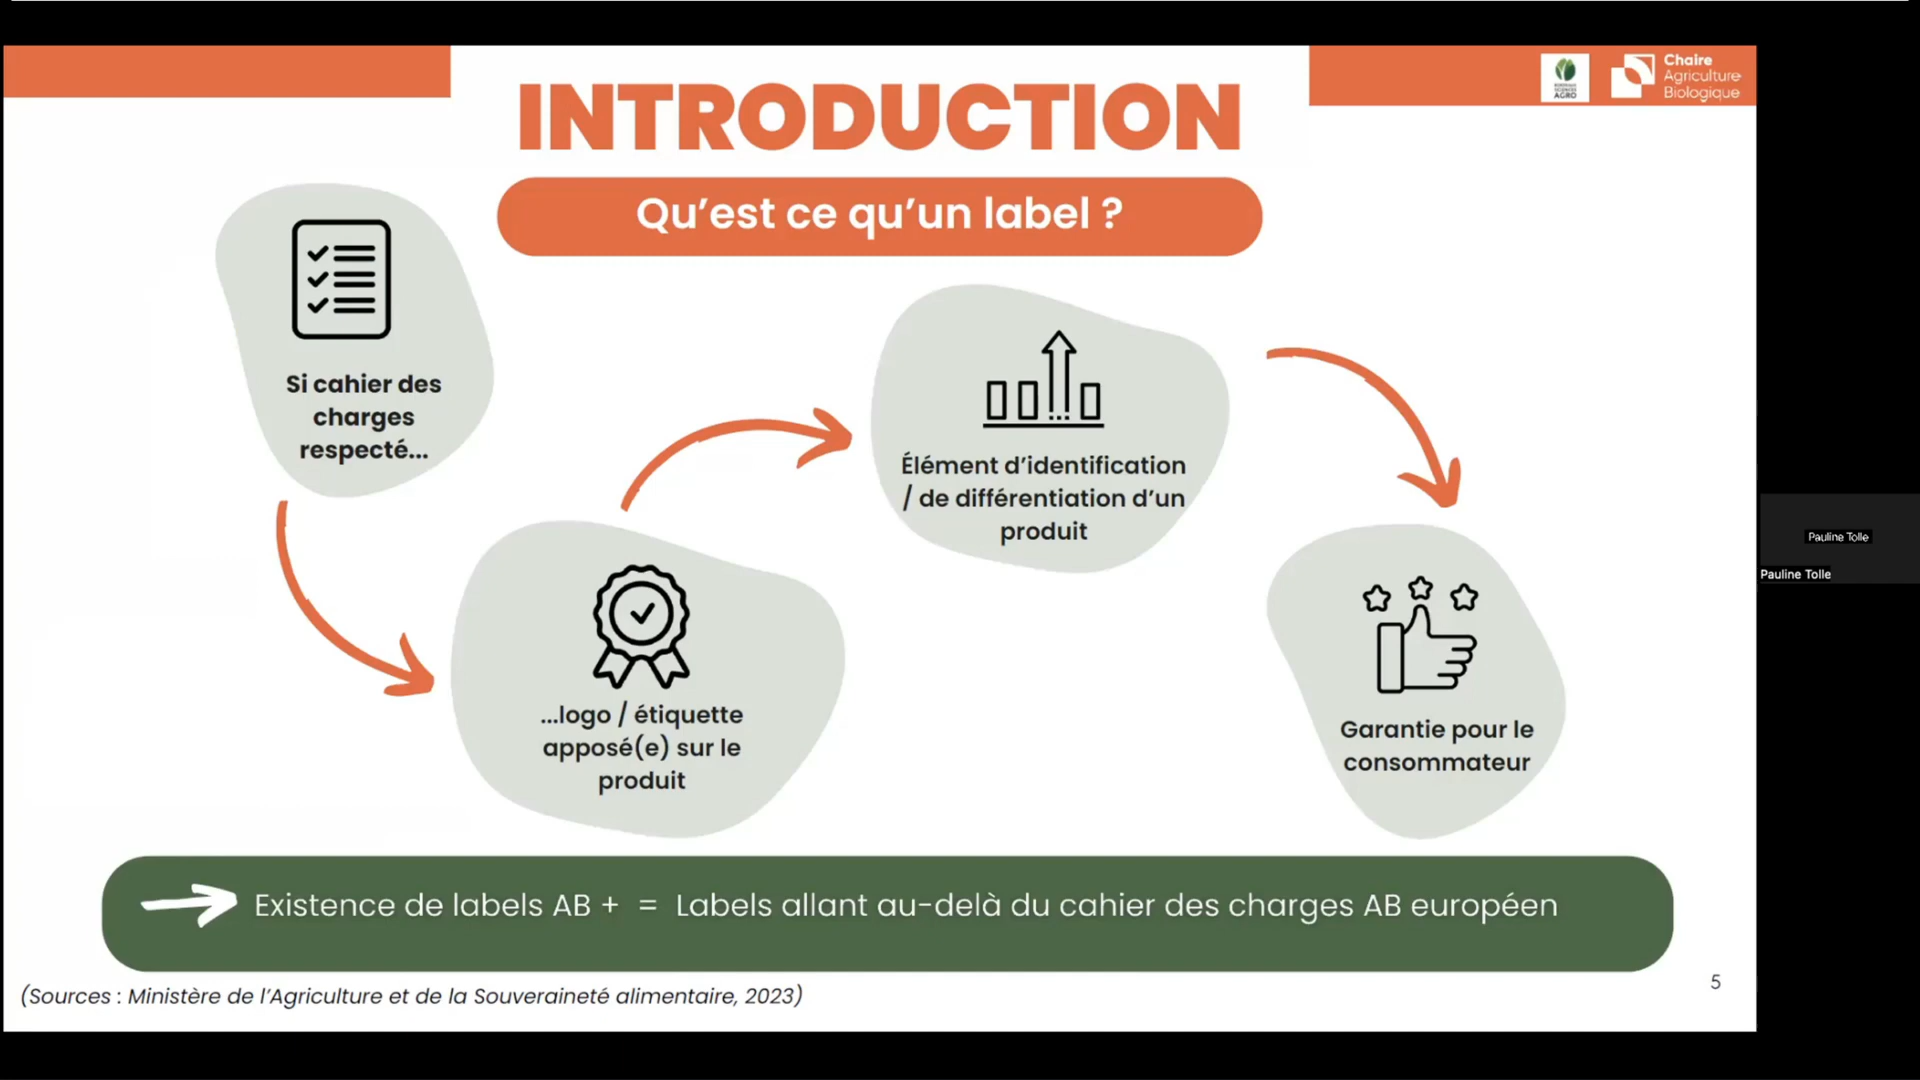 INTRODUCTION
Chaire
Agriculture
Biologique
BORDEAUX
SCIENCES
AGRO
Qu'est ce qu'un label ?
Si cahier des
charges
respecté...
...logo / étiquette
apposé(e) sur le
produit
Élément d'identification
/ de différentiation d'un
produit
Garantie pour le
consommateur
Existence de labels AB + = Labels allant au-delà du cahier des charges AB européen
(Sources : Ministère de l'Agriculture et de la Souveraineté alimentaire, 2023)
5
Pauline Tolle
Pauline Tolle